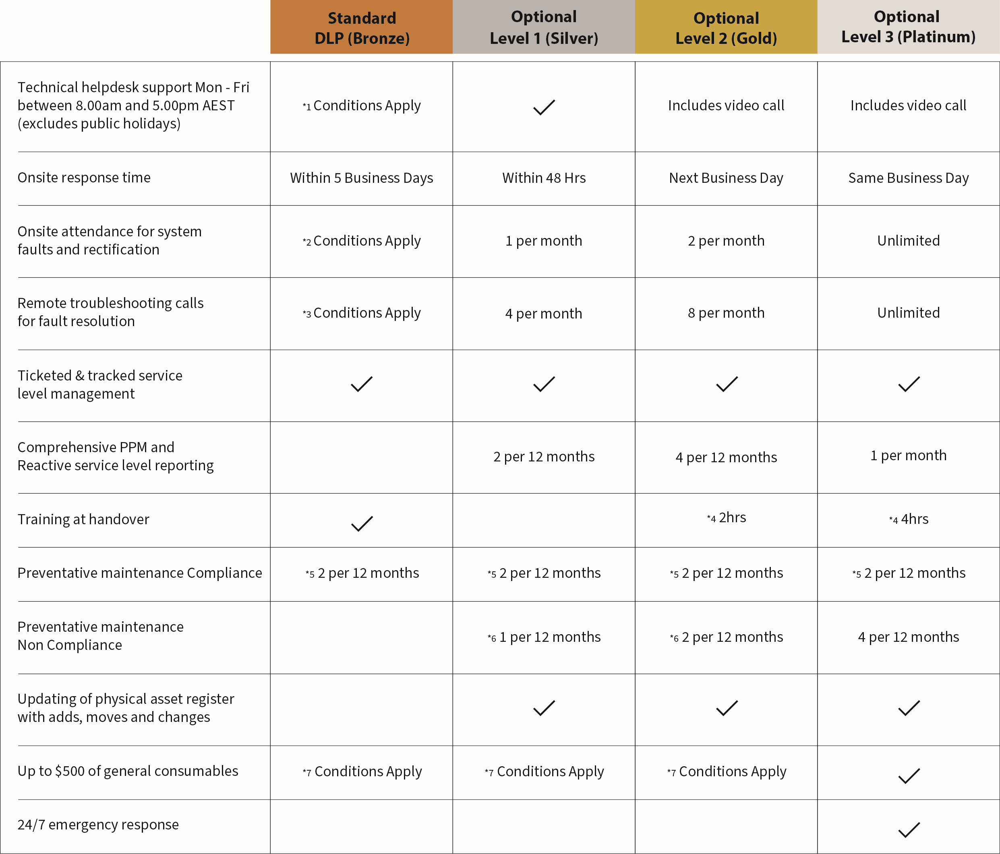 Standard
DLP (Bronze)
Optional
Level 1 (Silver)
Optional
Level 2 (Gold)
Optional
Level 3 (Platinum)
Technical helpdesk support Mon - Fri
between 8.00am and 5.00pm AEST
(excludes public holidays)
*1 Conditions Apply
✓
Includes video call
Includes video call
Onsite response time
Within 5 Business Days
Within 48 Hrs
Next Business Day
Same Business Day
Onsite attendance for system
faults and rectification
*2 Conditions Apply
1 per month
2 per month
Unlimited
Remote troubleshooting calls
for fault resolution
*3 Conditions Apply
4 per month
8 per month
Unlimited
Ticketed & tracked service
level management
✓
✓
✓
✓
Comprehensive PPM and
Reactive service level reporting
2 per 12 months
4 per 12 months
1 per month
Training at handover
✓
*4 2hrs
*4 4hrs
Preventative maintenance Compliance
*5 2 per 12 months
*5 2 per 12 months
*5 2 per 12 months
*5 2 per 12 months
Preventative maintenance
Non Compliance
*6 1 per 12 months
*6 2 per 12 months
4 per 12 months
Updating of physical asset register
with adds, moves and changes
✓
✓
✓
Up to $500 of general consumables
*7 Conditions Apply
*7 Conditions Apply
*7 Conditions Apply
✓
24/7 emergency response
✓